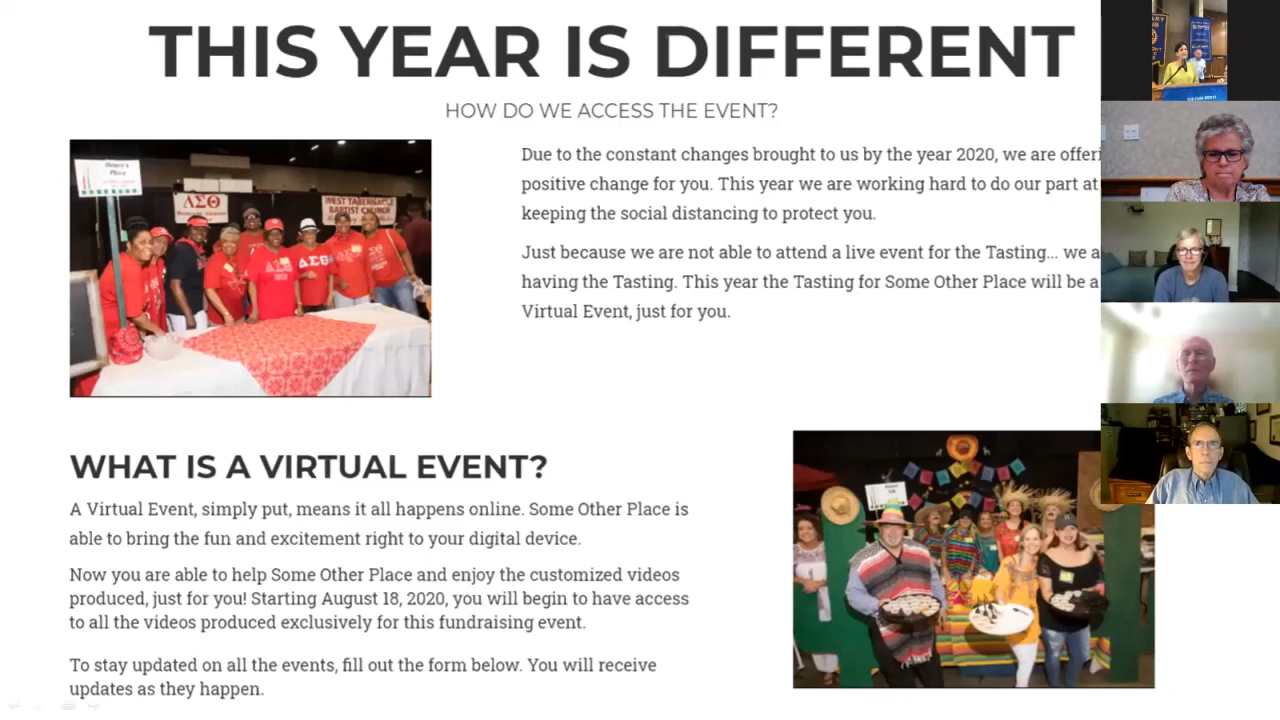 THIS YEAR IS DIFFERENT
HOW DO WE ACCESS THE EVENT?
Due to the constant changes brought to us by the year 2020, we are offeri
positive change for you. This year we are working hard to do our part at
keeping the social distancing to protect you.
Just because we are not able to attend a live event for the Tasting... we a
having the Tasting. This year the Tasting for Some Other Place will be a
Virtual Event, just for you.
ΔΣΘ
WEST TABERNACLE
BAPTIST CHURCH
WHAT IS A VIRTUAL EVENT?
A Virtual Event, simply put, means it all happens online. Some Other Place is
able to bring the fun and excitement right to your digital device.
Now you are able to help Some Other Place and enjoy the customized videos
produced, just for you! Starting August 18, 2020, you will begin to have access
to all the videos produced exclusively for this fundraising event.
To stay updated on all the events, fill out the form below. You will receive
updates as they happen.